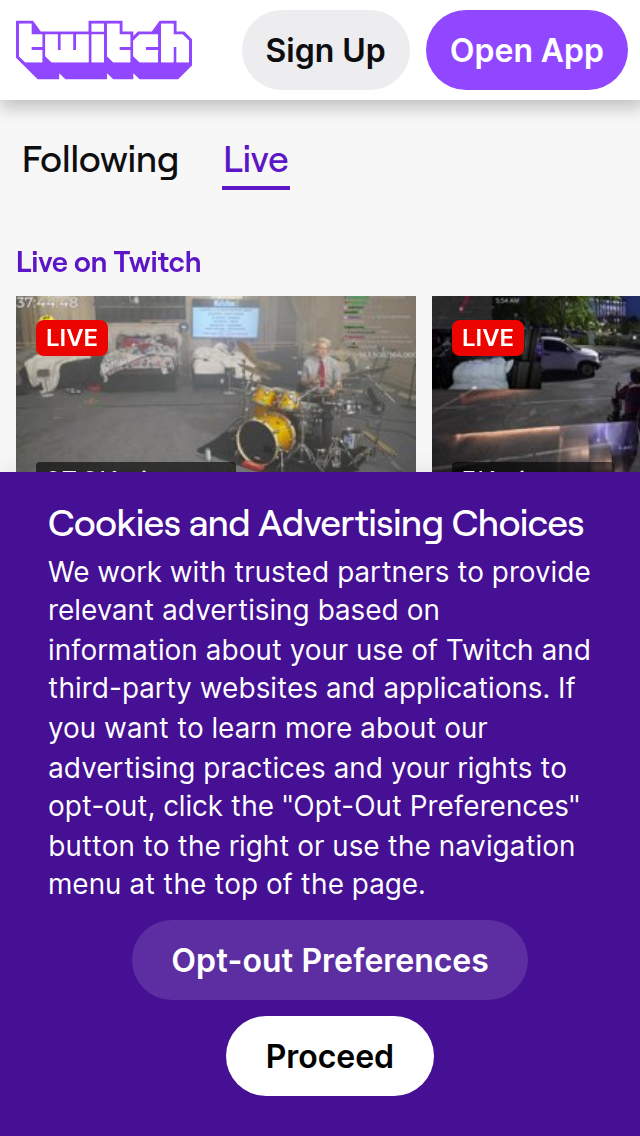 twitch
Sign Up
Open App
Following
Live
Live on Twitch
LIVE
LIVE
5:54 AM
Cookies and Advertising Choices
We work with trusted partners to provide
relevant advertising based on
information about your use of Twitch and
third-party websites and applications. If
you want to learn more about our
advertising practices and your rights to
opt-out, click the "Opt-Out Preferences"
button to the right or use the navigation
menu at the top of the page.
Opt-out Preferences
Proceed